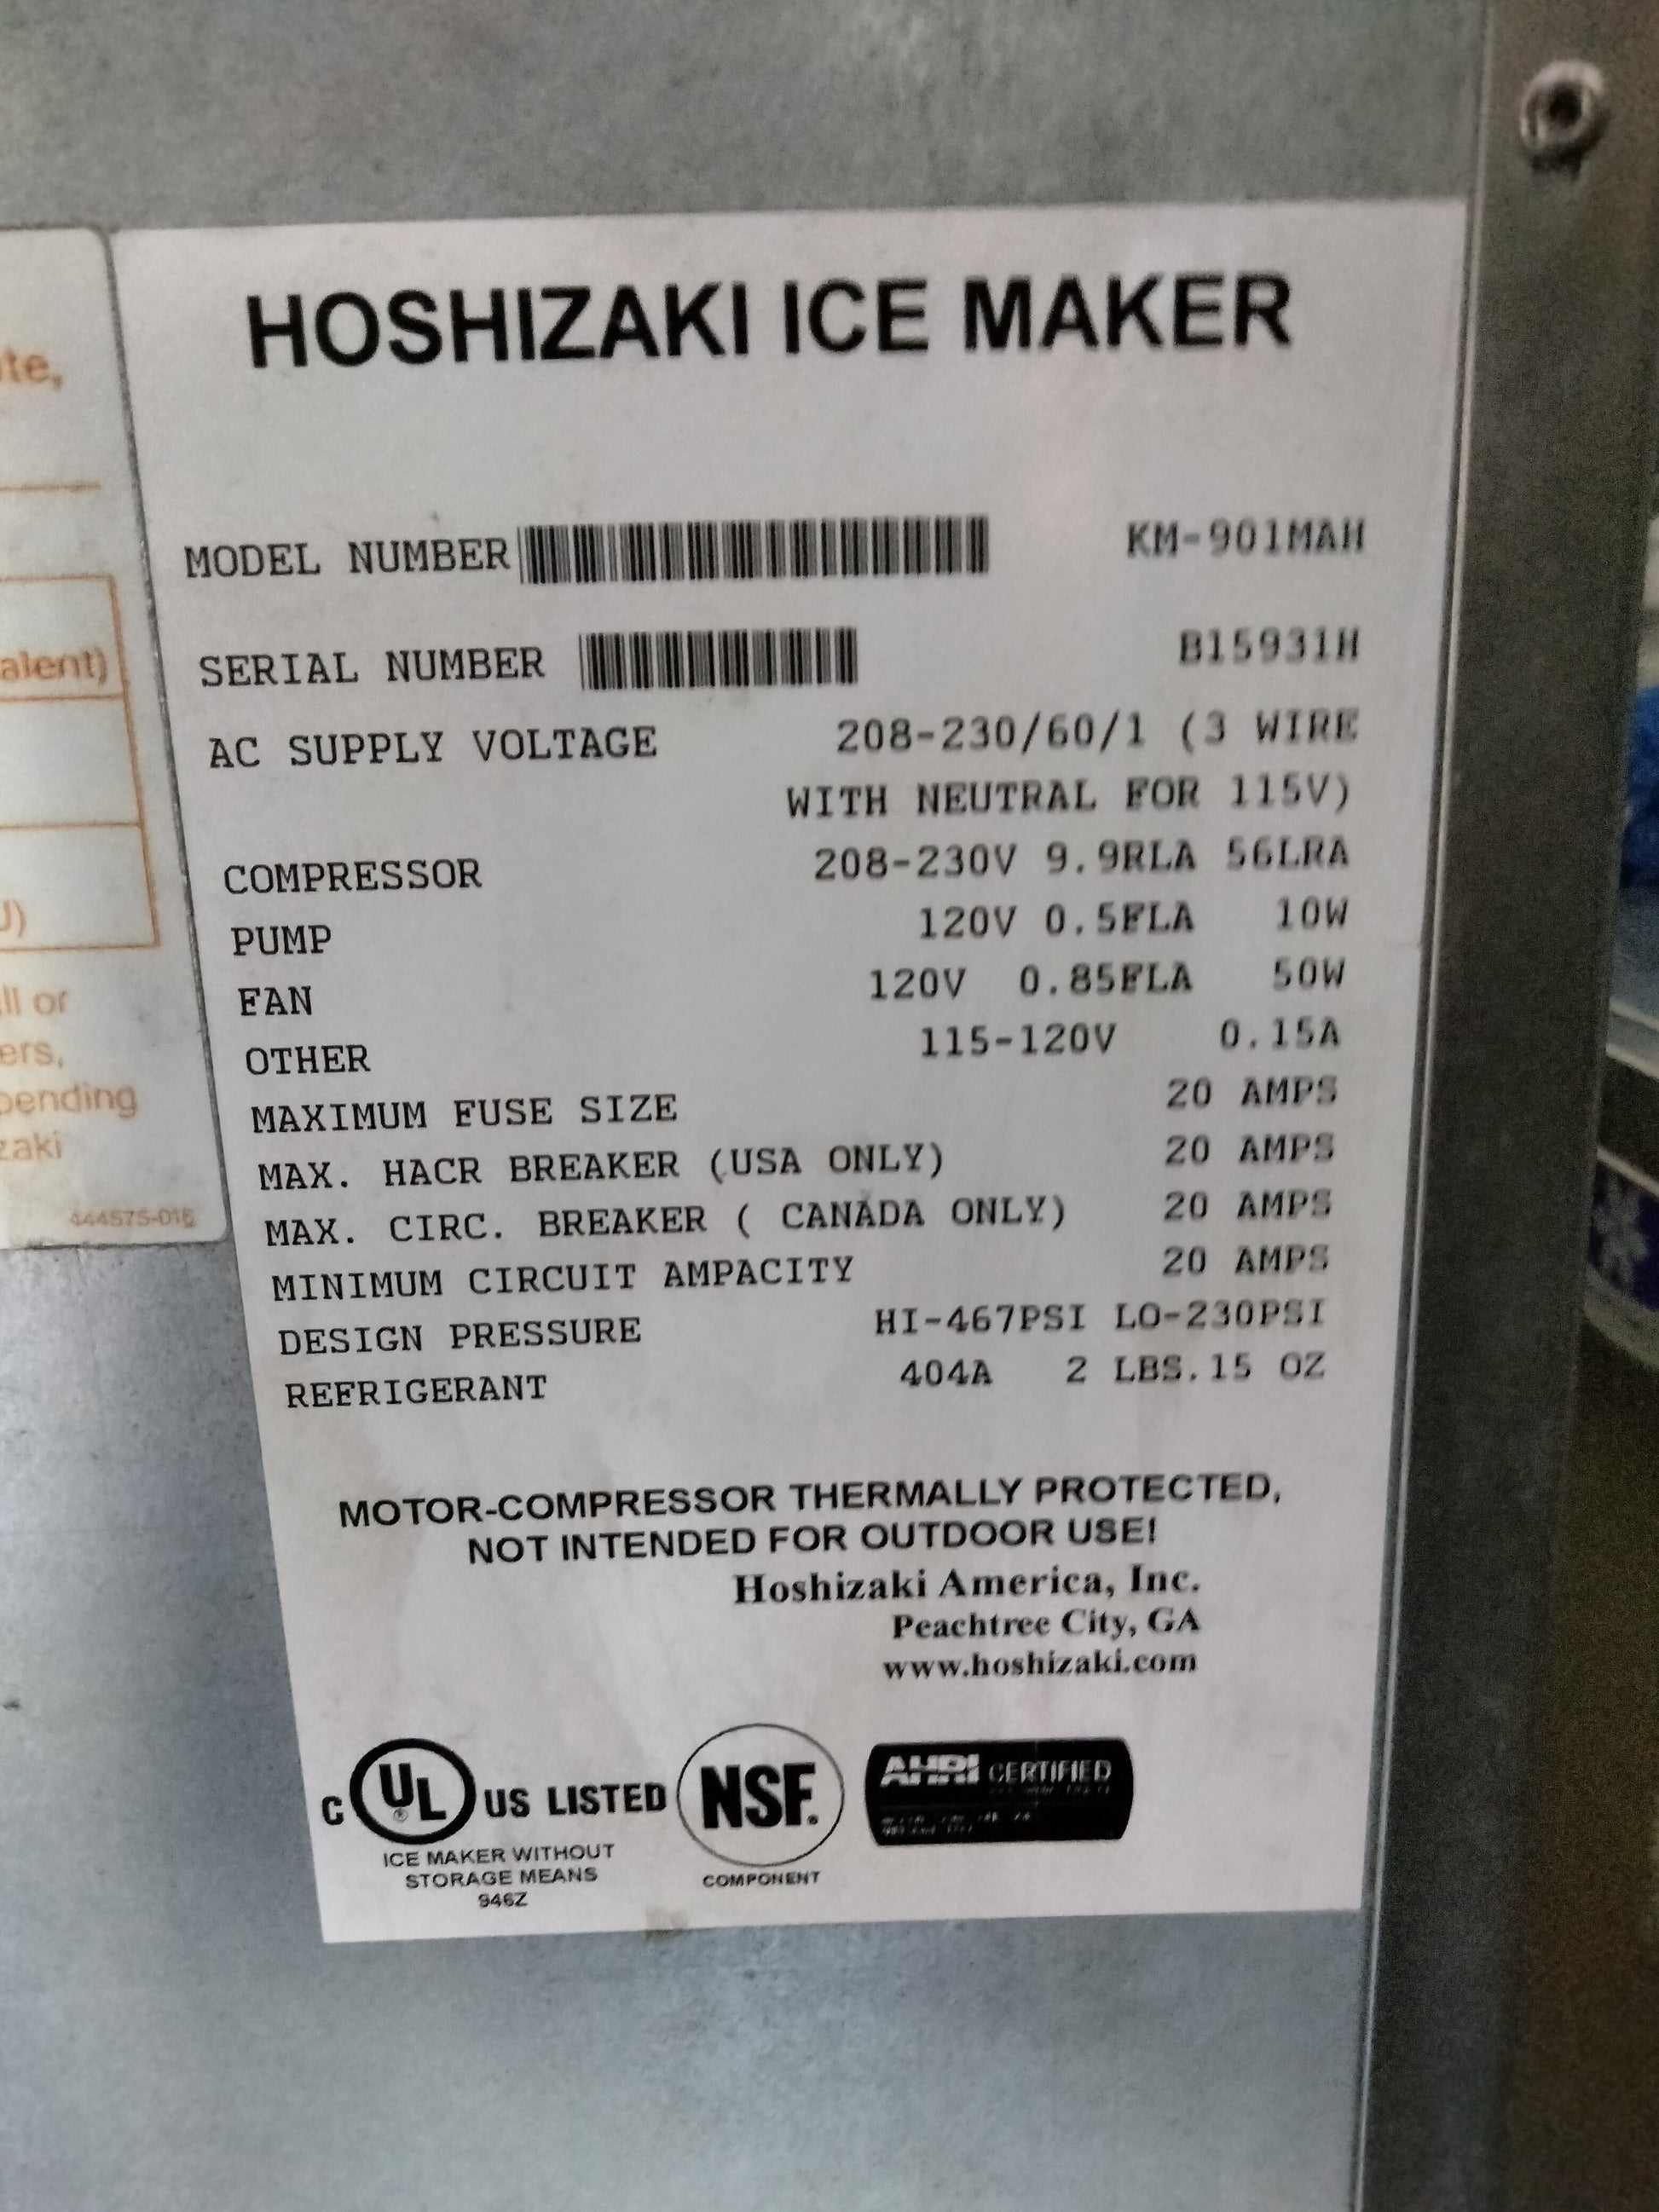 HOSHIZAKI ICE MAKER
MODEL NUMBER KM-901MAH
SERIAL NUMBER B15931H
AC SUPPLY VOLTAGE 208-230/60/1 (3 WIRE
WITH NEUTRAL FOR 115V)
COMPRESSOR 208-230V 9.9RLA 56LRA
PUMP 120V 0.5FLA 10W
FAN 120V 0.85FLA 50W
OTHER 115-120V 0.15A
MAXIMUM FUSE SIZE 20 AMPS
MAX. HACR BREAKER (USA ONLY) 20 AMPS
MAX. CIRC. BREAKER ( CANADA ONLY) 20 AMPS
MINIMUM CIRCUIT AMPACITY 20 AMPS
DESIGN PRESSURE HI-467PSI LO-230PSI
REFRIGERANT 404A 2 LBS.15 OZ
MOTOR-COMPRESSOR THERMALLY PROTECTED,
NOT INTENDED FOR OUTDOOR USE!
Hoshizaki America, Inc.
Peachtree City, GA
www.hoshizaki.com
C UL ® US LISTED
ICE MAKER WITHOUT
STORAGE MEANS
946Z
NSF.
COMPONENT
AHRI CERTIFIED
te,
alent)
J)
ll or
ers,
pending
zaki
444575-016